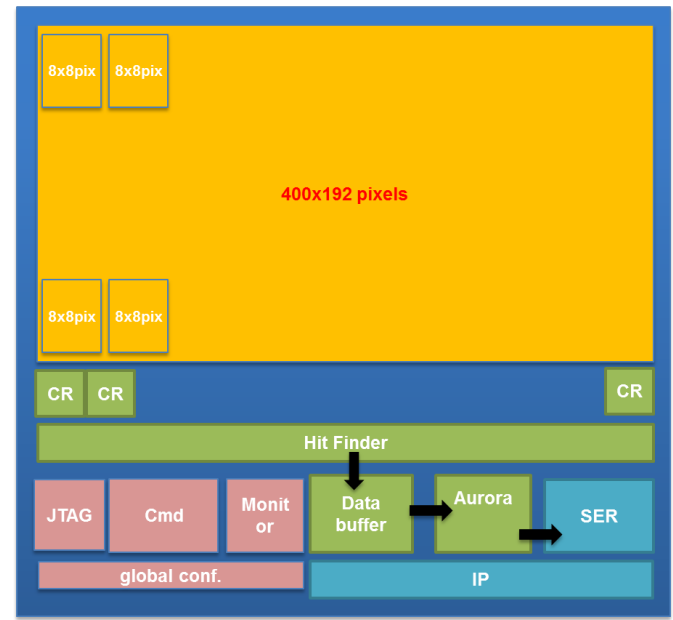 8x8pix 8x8pix
400x192 pixels
8x8pix 8x8pix
CR CR CR
Hit Finder
JTAG Cmd Monit
or Data
buffer Aurora SER
global conf. IP